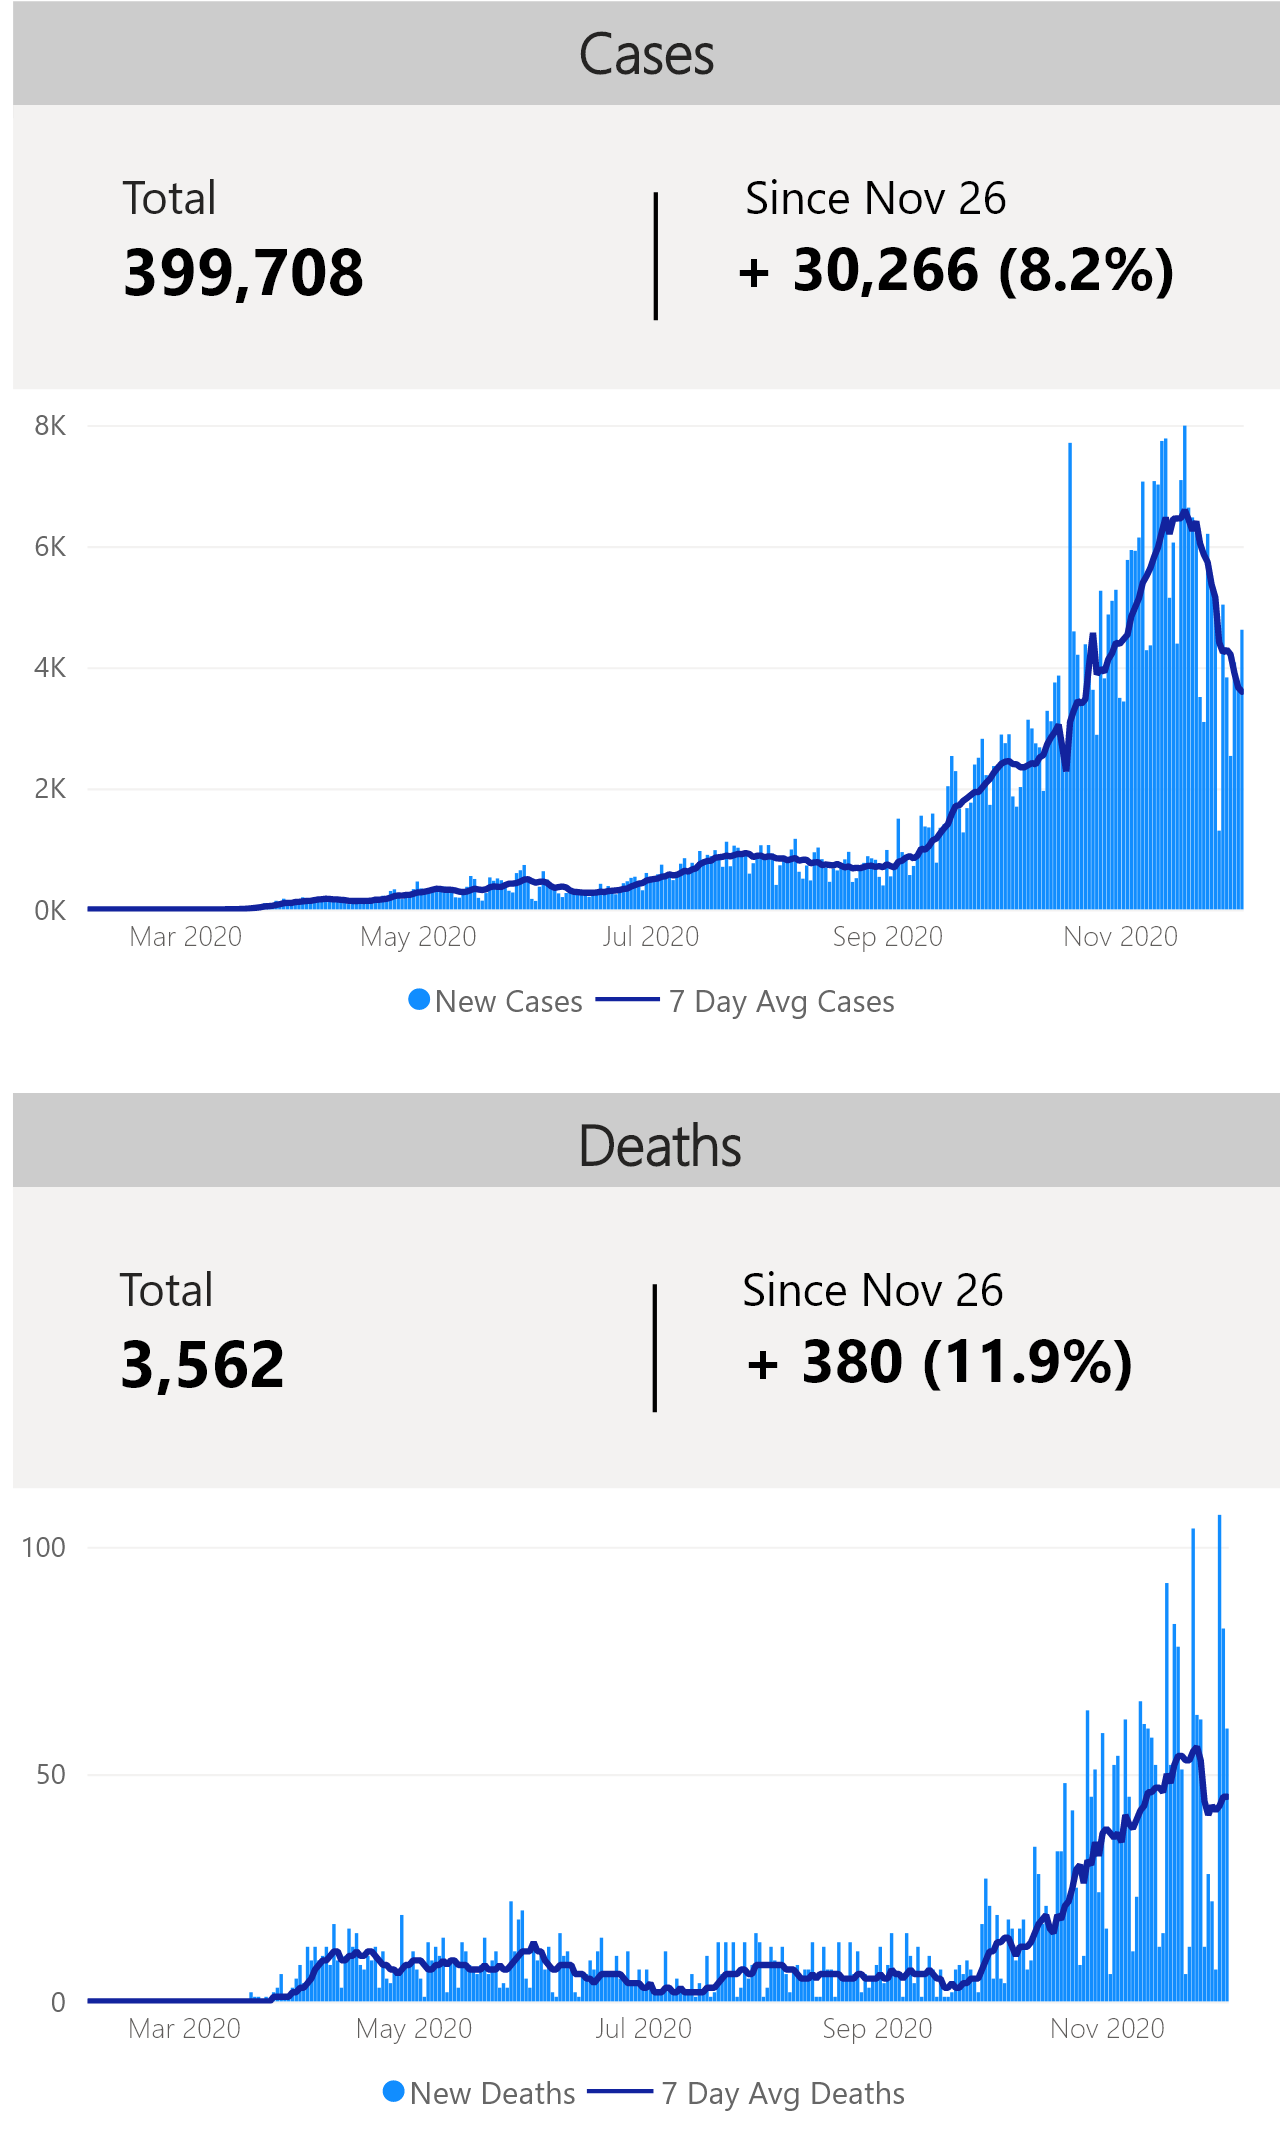 Cases
Total
Since Nov 26
399,708
+ 30,266 (8.2%)
8K
6K
4K
2K
0K
Mar 2020 May 2020 Jul 2020 Sep 2020 Nov 2020
New Cases 7 Day Avg Cases
Deaths
Total
Since Nov 26
3,562
+ 380 (11.9%)
100
50
0
Mar 2020 May 2020 Jul 2020 Sep 2020 Nov 2020
New Deaths 7 Day Avg Deaths